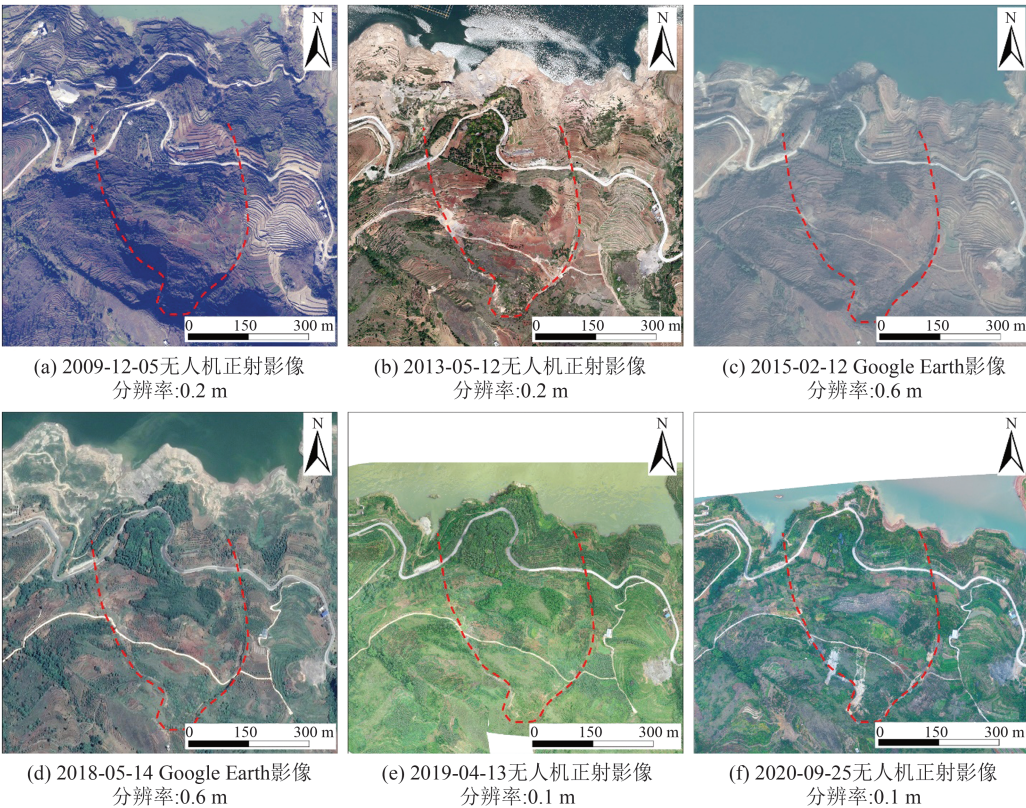 N
N
N
0 150 300 m
0 150 300 m
0 150 300 m
(a) 2009-12-05无人机正射影像
分辨率:0.2 m
(b) 2013-05-12无人机正射影像
分辨率:0.2 m
(c) 2015-02-12 Google Earth影像
分辨率:0.6 m
N
N
N
0 150 300 m
0 150 300 m
0 150 300 m
(d) 2018-05-14 Google Earth影像
分辨率:0.6 m
(e) 2019-04-13无人机正射影像
分辨率:0.1 m
(f) 2020-09-25无人机正射影像
分辨率:0.1 m